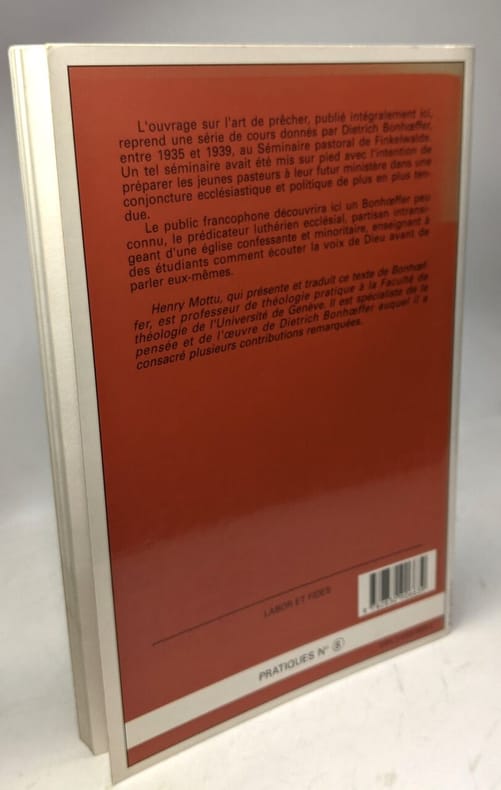 L'ouvrage sur l'art de prêcher, publié intégralement ici,
reprend une série de cours donnés par Dietrich Bonhœffer,
entre 1935 et 1939, au Séminaire pastoral de Finkelwalde.
Un tel séminaire avait été mis sur pied avec l'intention de
préparer les jeunes pasteurs à leur futur ministère dans une
conjoncture ecclésiastique et politique de plus en plus ten-
due.
Le public francophone découvrira ici un Bonhœffer peu
connu, le prédicateur luthérien ecclésial, partisan intransi-
geant d'une église confessante et minoritaire, enseignant à
des étudiants comment écouter la voix de Dieu avant de
parler eux-mêmes.
Henry Mottu, qui présente et traduit ce texte de Bonhœf-
fer, est professeur de théologie pratique à la Faculté de
théologie de l'Université de Genève. Il est spécialiste de la
pensée et de l'œuvre de Dietrich Bonhœffer auquel il a
consacré plusieurs contributions remarquées.
LABOR ET FIDES
PRATIQUES N° 8